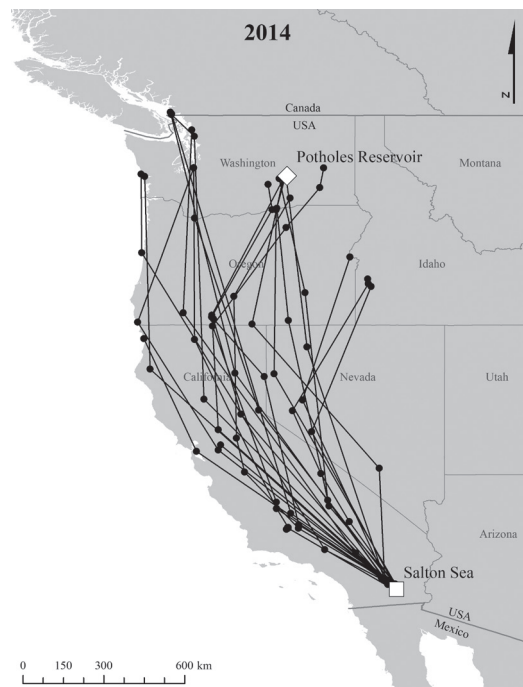 2014
N
Canada
USA
Washington
Potholes Reservoir
Montana
Oregon
Idaho
California
Nevada
Utah
Arizona
Salton Sea
USA
Mexico
0 150 300 600 km